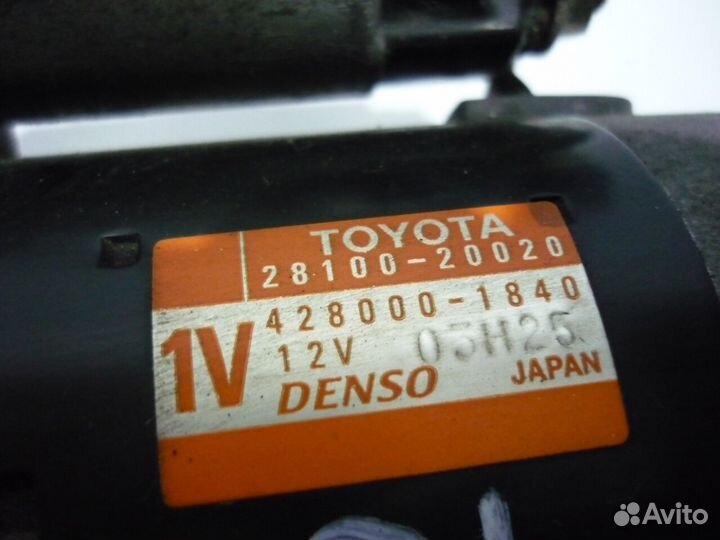 TOYOTA
28100-20020
1V
428000-1840
12V 05H25
DENSO JAPAN
Avito